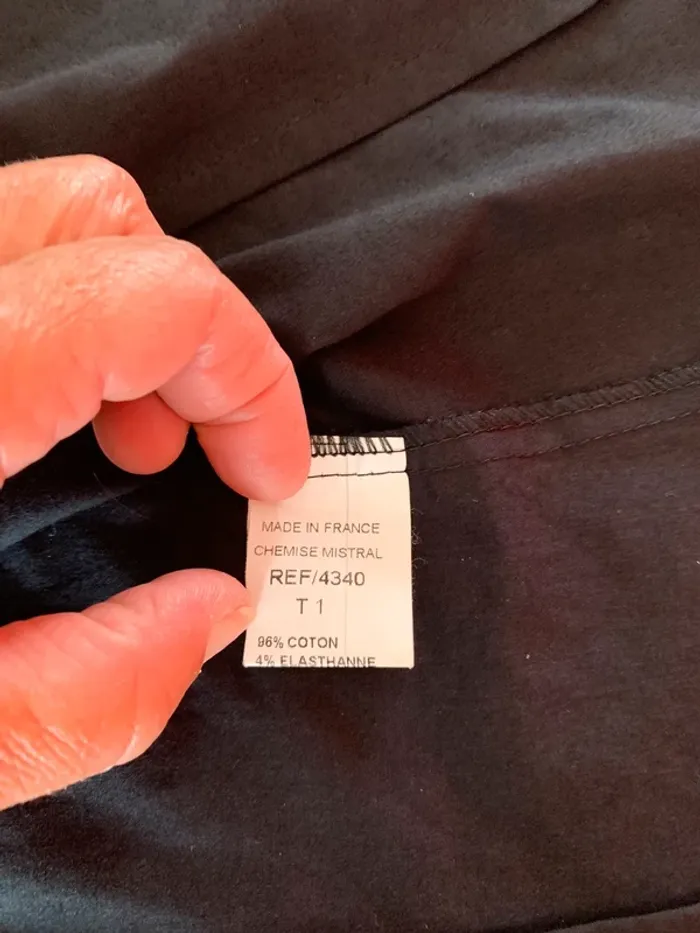 MADE IN FRANCE
CHEMISE MISTRAL
REF/4340
T 1
96% COTON
4% ELASTHANNE